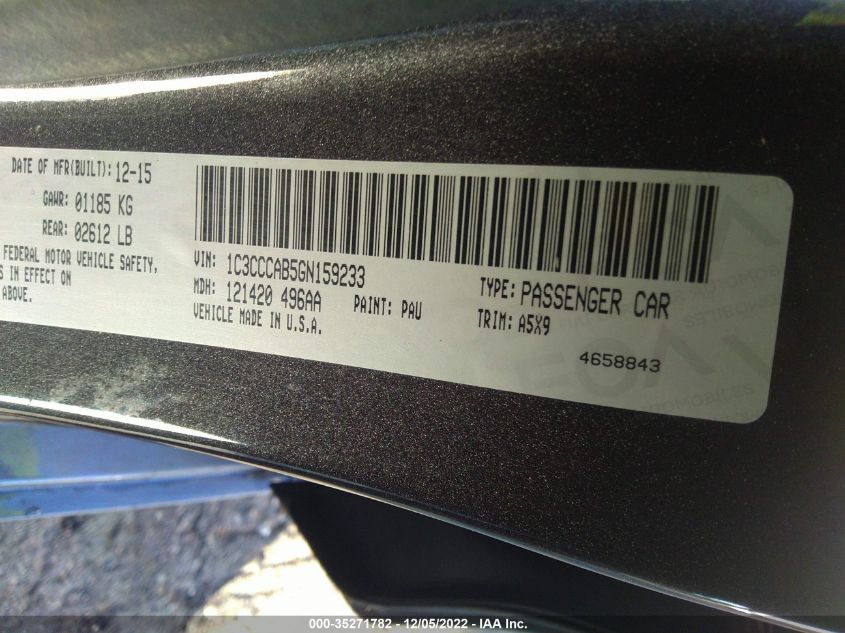 DATE OF MFR(BUILT): 12-15
GAWR: 01185 KG
REAR: 02612 LB
FEDERAL MOTOR VEHICLE SAFETY,
S IN EFFECT ON
ABOVE.
VIN: 1C3CCCAB5GN159233
MDH: 121420 496AA
PAINT: PAU
VEHICLE MADE IN U.S.A.
TYPE: PASSENGER CAR
TRIM: A5X9
4658843
000-35271782 - 12/05/2022 - IAA Inc.